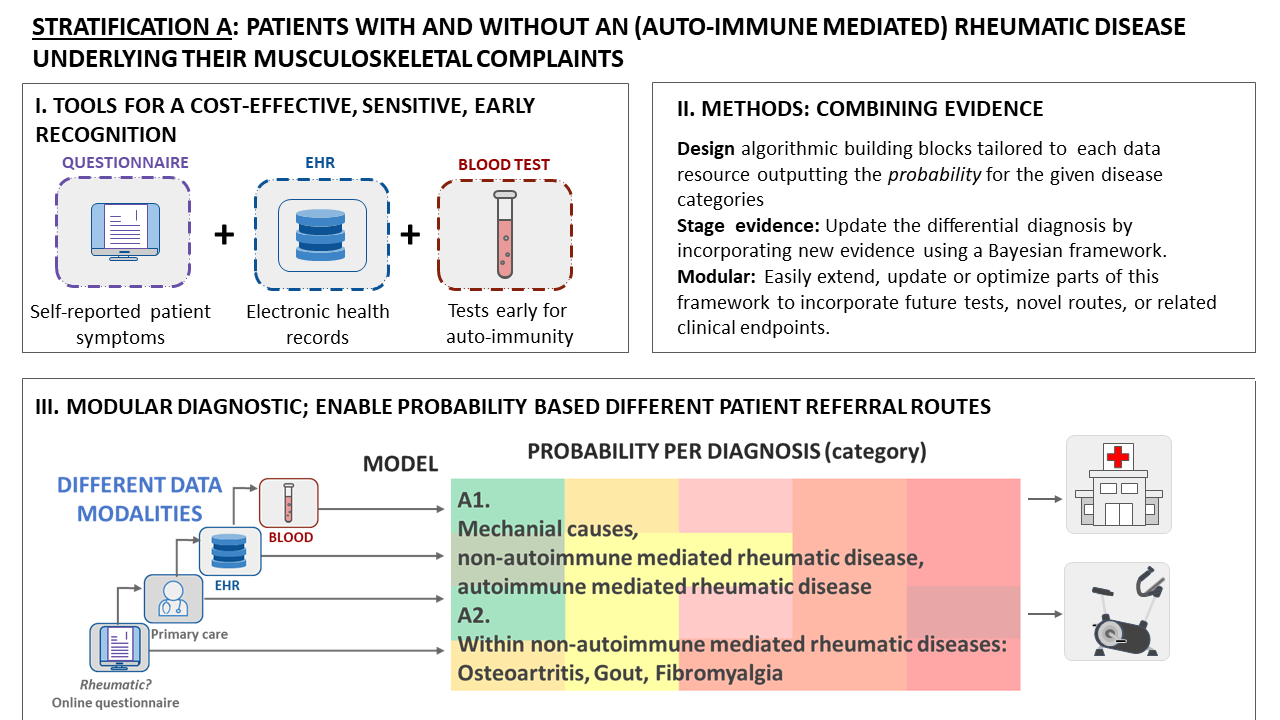 STRATIFICATION A: PATIENTS WITH AND WITHOUT AN (AUTO-IMMUNE MEDIATED) RHEUMATIC DISEASE
UNDERLYING THEIR MUSCULOSKELETAL COMPLAINTS
I. TOOLS FOR A COST-EFFECTIVE, SENSITIVE, EARLY
RECOGNITION
QUESTIONNAIRE
EHR
BLOOD TEST
+
+
Self-reported patient
symptoms
Electronic health
records
Tests early for
auto-immunity
II. METHODS: COMBINING EVIDENCE
Design algorithmic building blocks tailored to each data
resource outputting the probability for the given disease
categories
Stage evidence: Update the differential diagnosis by
incorporating new evidence using a Bayesian framework.
Modular: Easily extend, update or optimize parts of this
framework to incorporate future tests, novel routes, or related
clinical endpoints.
III. MODULAR DIAGNOSTIC; ENABLE PROBABILITY BASED DIFFERENT PATIENT REFERRAL ROUTES
DIFFERENT DATA
MODALITIES
MODEL
PROBABILITY PER DIAGNOSIS (category)
BLOOD
EHR
Primary care
Rheumatic?
Online questionnaire
A1.
Mechanial causes,
non-autoimmune mediated rheumatic disease,
autoimmune mediated rheumatic disease
A2.
Within non-autoimmune mediated rheumatic diseases:
Osteoartritis, Gout, Fibromyalgia